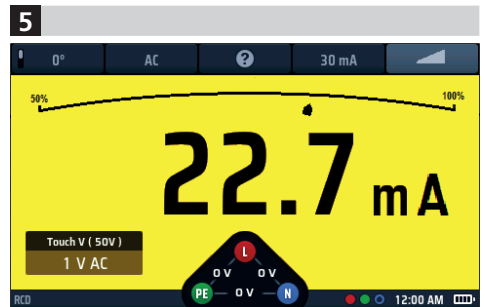 5
0° AC ? 30 mA
50% 100%
22.7 mA
Touch V ( 50V )
1 V AC
L
0 V 0 V
PE 0 V N
RCD 12:00 AM